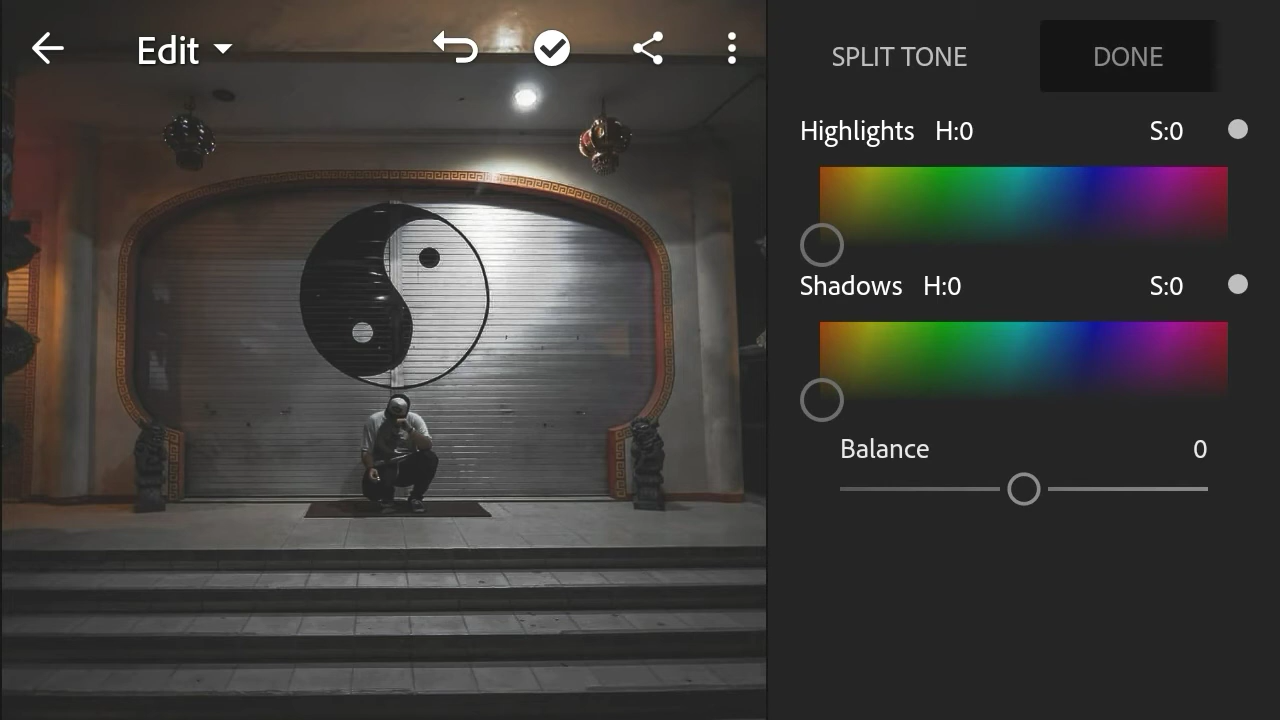 Edit
SPLIT TONE DONE
Highlights H:0 S:0
Shadows H:0 S:0
Balance 0